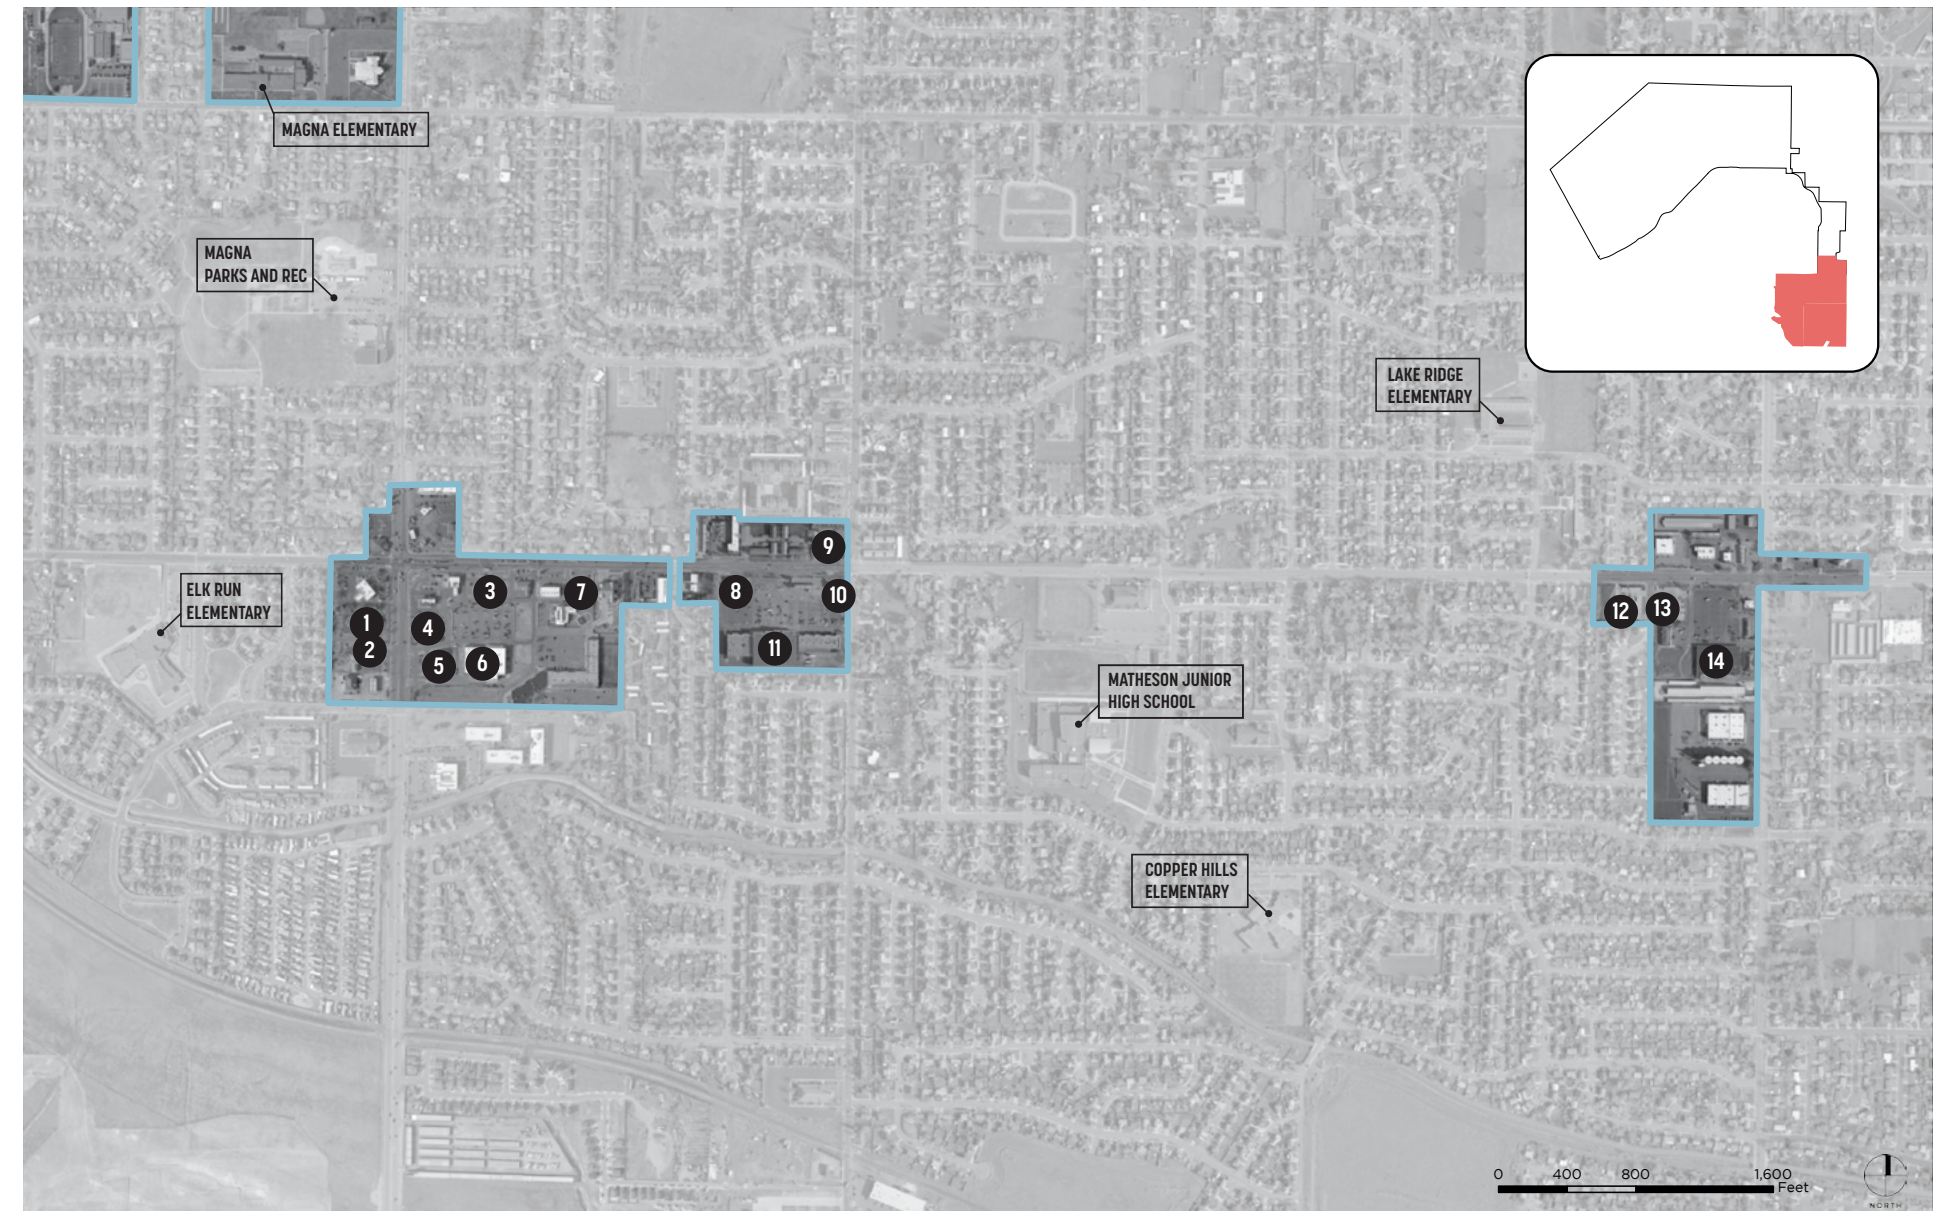 MAGNA ELEMENTARY
MAGNA
PARKS AND REC
LAKE RIDGE
ELEMENTARY
ELK RUN
ELEMENTARY
1
2
3
4
5
6
7
8
9
10
11
12
13
14
MATHESON JUNIOR
HIGH SCHOOL
COPPER HILLS
ELEMENTARY
0 400 800 1,600
Feet
NORTH